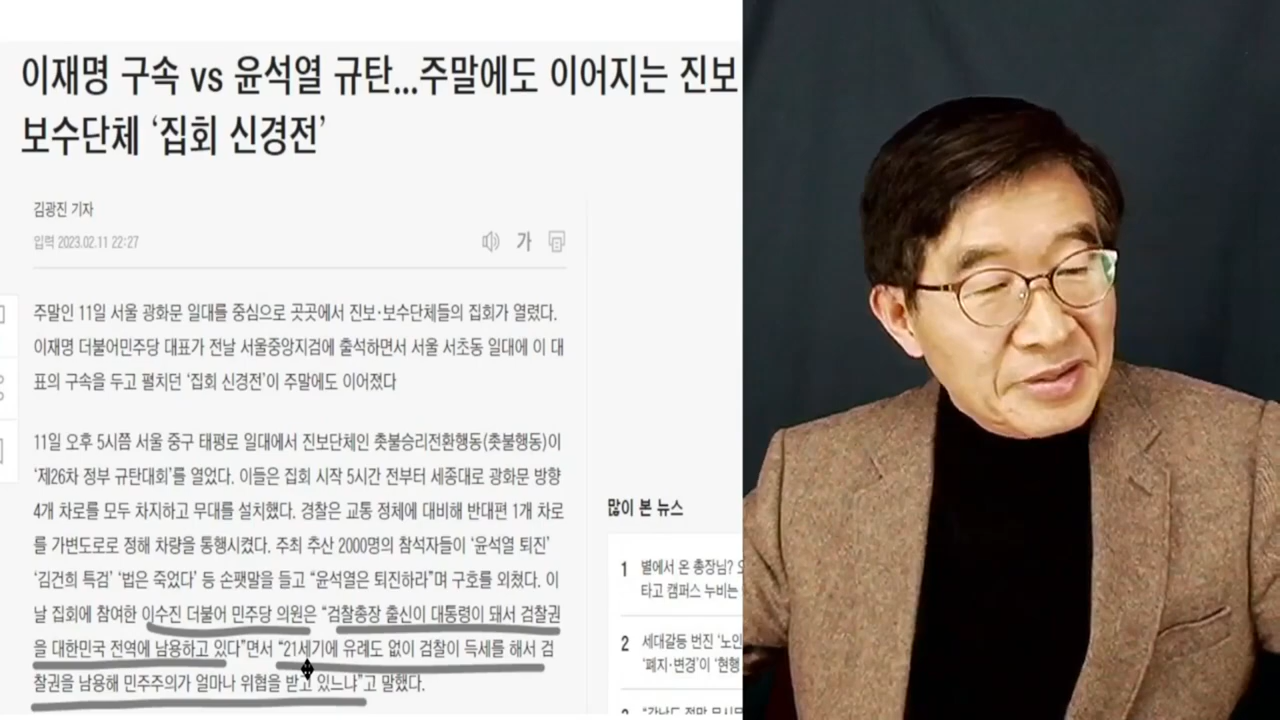 이재명 구속 vs 윤석열 규탄...주말에도 이어지는 진보
보수단체 ‘집회 신경전’
김광진 기자
입력 2023.02.11 22:27
가
주말인 11일 서울 광화문 일대를 중심으로 곳곳에서 진보·보수단체들의 집회가 열렸다.
이재명 더불어민주당 대표가 전날 서울중앙지검에 출석하면서 서울 서초동 일대에 이 대
표의 구속을 두고 펼치던 ‘집회 신경전’이 주말에도 이어졌다
11일 오후 5시쯤 서울 중구 태평로 일대에서 진보단체인 촛불승리전환행동(촛불행동)이
‘제26차 정부 규탄대회’를 열었다. 이들은 집회 시작 5시간 전부터 세종대로 광화문 방향
4개 차로를 모두 차지하고 무대를 설치했다. 경찰은 교통 정체에 대비해 반대편 1개 차로
를 가변도로로 정해 차량을 통행시켰다. 주최 추산 2000명의 참석자들이 ‘윤석열 퇴진’
‘김건희 특검’ ‘법은 죽었다’ 등 손팻말을 들고 “윤석열은 퇴진하라”며 구호를 외쳤다. 이
날 집회에 참여한 이수진 더불어 민주당 의원은 “검찰총장 출신이 대통령이 돼서 검찰권
을 대한민국 전역에 남용하고 있다”면서 “21세기에 유례도 없이 검찰이 득세를 해서 검
찰권을 남용해 민주주의가 얼마나 위협을 받고 있느냐”고 말했다.
많이 본 뉴스
1 별에서 온 총장님?
타고 캠퍼스 누비는
2 세대갈등 번진 ‘노인
‘폐지·변경’이 ‘현행